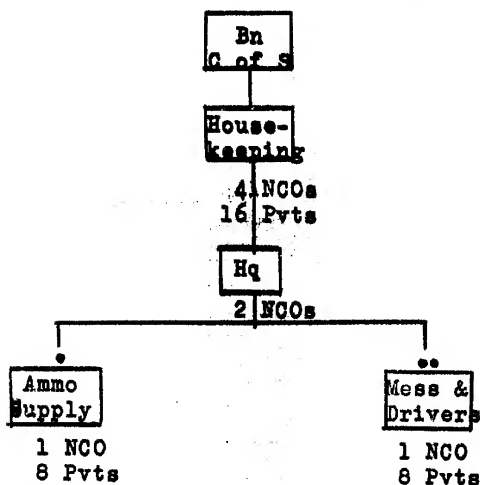 Bn
C of S
House-
keeping
4 NCOs
16 Pvts
Hq
2 NCOs
Ammo
Supply
1 NCO
8 Pvts
Mess &
Drivers
1 NCO
8 Pvts